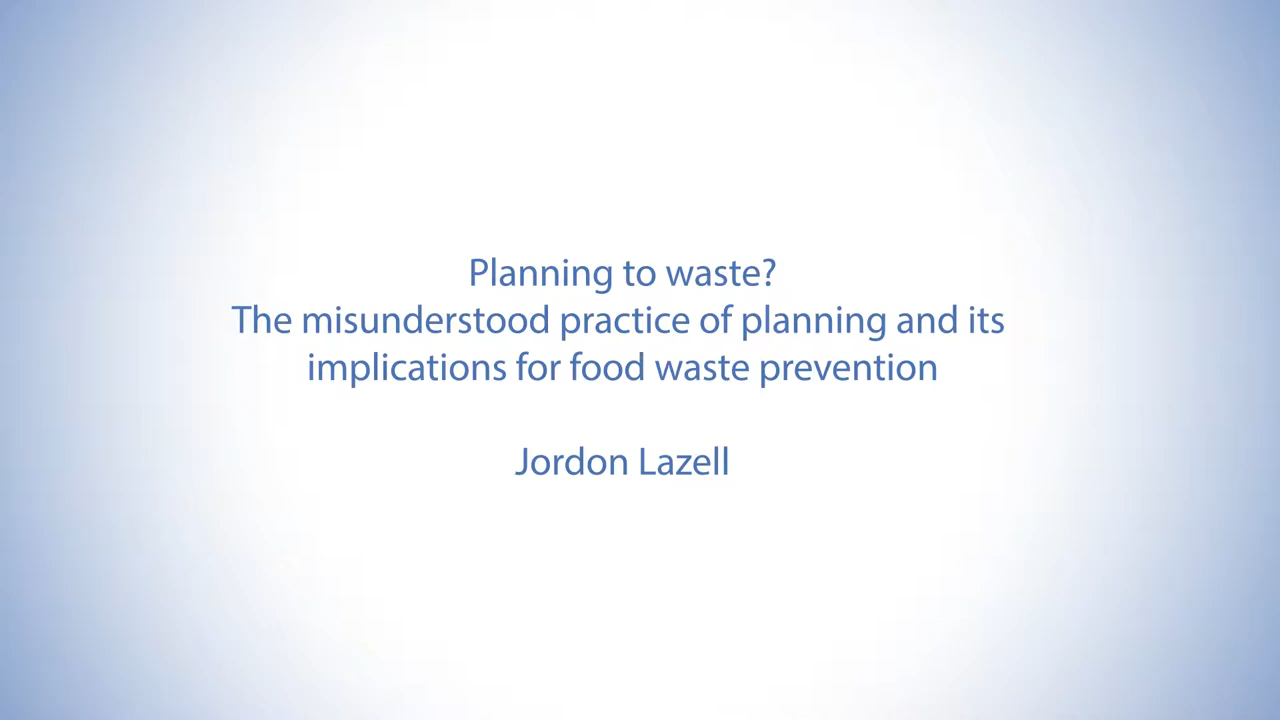 Planning to waste?
The misunderstood practice of planning and its
implications for food waste prevention
Jordon Lazell